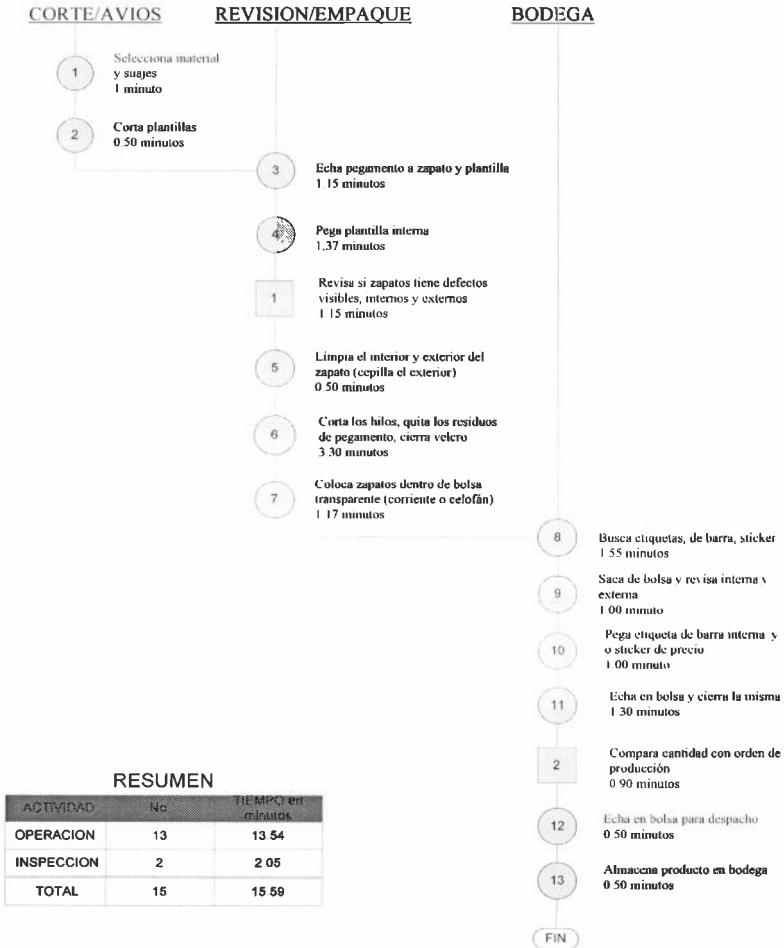 CORTE/AVIOS
REVISION/EMPAQUE
BODEGA
1
Selecciona material
y suajes
1 minuto
2
Corta plantillas
0.50 minutos
3
Echa pegamento a zapato y plantilla
1 15 minutos
4
Pega plantilla interna
1.37 minutos
1
Revisa si zapatos tiene defectos
visibles, internos y externos
1 15 minutos
5
Limpia el interior y exterior del
zapato (cepilla el exterior)
0 50 minutos
6
Corta los hilos, quita los residuos
de pegamento, cierra velcro
3 30 minutos
7
Coloca zapatos dentro de bolsa
transparente (corriente o celofán)
1 17 minutos
8
Busca etiquetas, de barra, sticker
1 55 minutos
9
Saca de bolsa y revisa interna y
externa
1 00 minuto
10
Pega etiqueta de barra interna y
o sticker de precio
1 00 minuto
11
Echa en bolsa y cierra la misma
1 30 minutos
2
Compara cantidad con orden de
producción
0 90 minutos
12
Echa en bolsa para despacho
0 50 minutos
13
Almacena producto en bodega
0 50 minutos
FIN
RESUMEN
ACTIVIDAD No TIEMPO en
minutos
OPERACION 13 13 54
INSPECCION 2 2 05
TOTAL 15 15 59